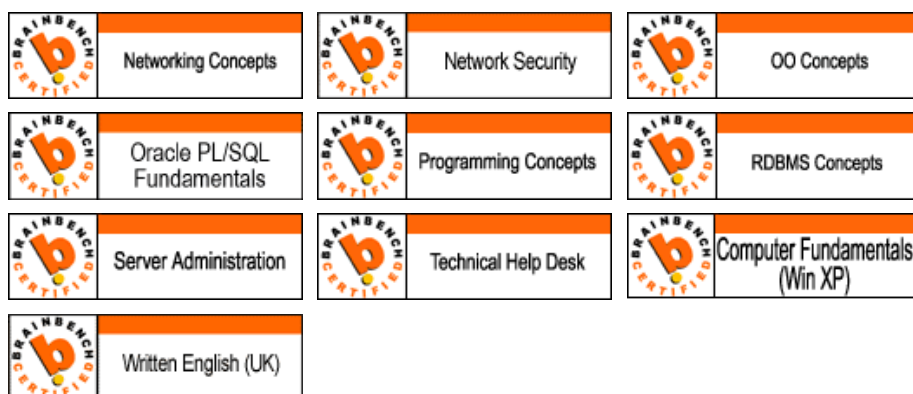 BRAINBENCH CERTIFIED
Networking Concepts
BRAINBENCH CERTIFIED
Network Security
BRAINBENCH CERTIFIED
OO Concepts
BRAINBENCH CERTIFIED
Oracle PL/SQL
Fundamentals
BRAINBENCH CERTIFIED
Programming Concepts
BRAINBENCH CERTIFIED
RDBMS Concepts
BRAINBENCH CERTIFIED
Server Administration
BRAINBENCH CERTIFIED
Technical Help Desk
BRAINBENCH CERTIFIED
Computer Fundamentals
(Win XP)
BRAINBENCH CERTIFIED
Written English (UK)